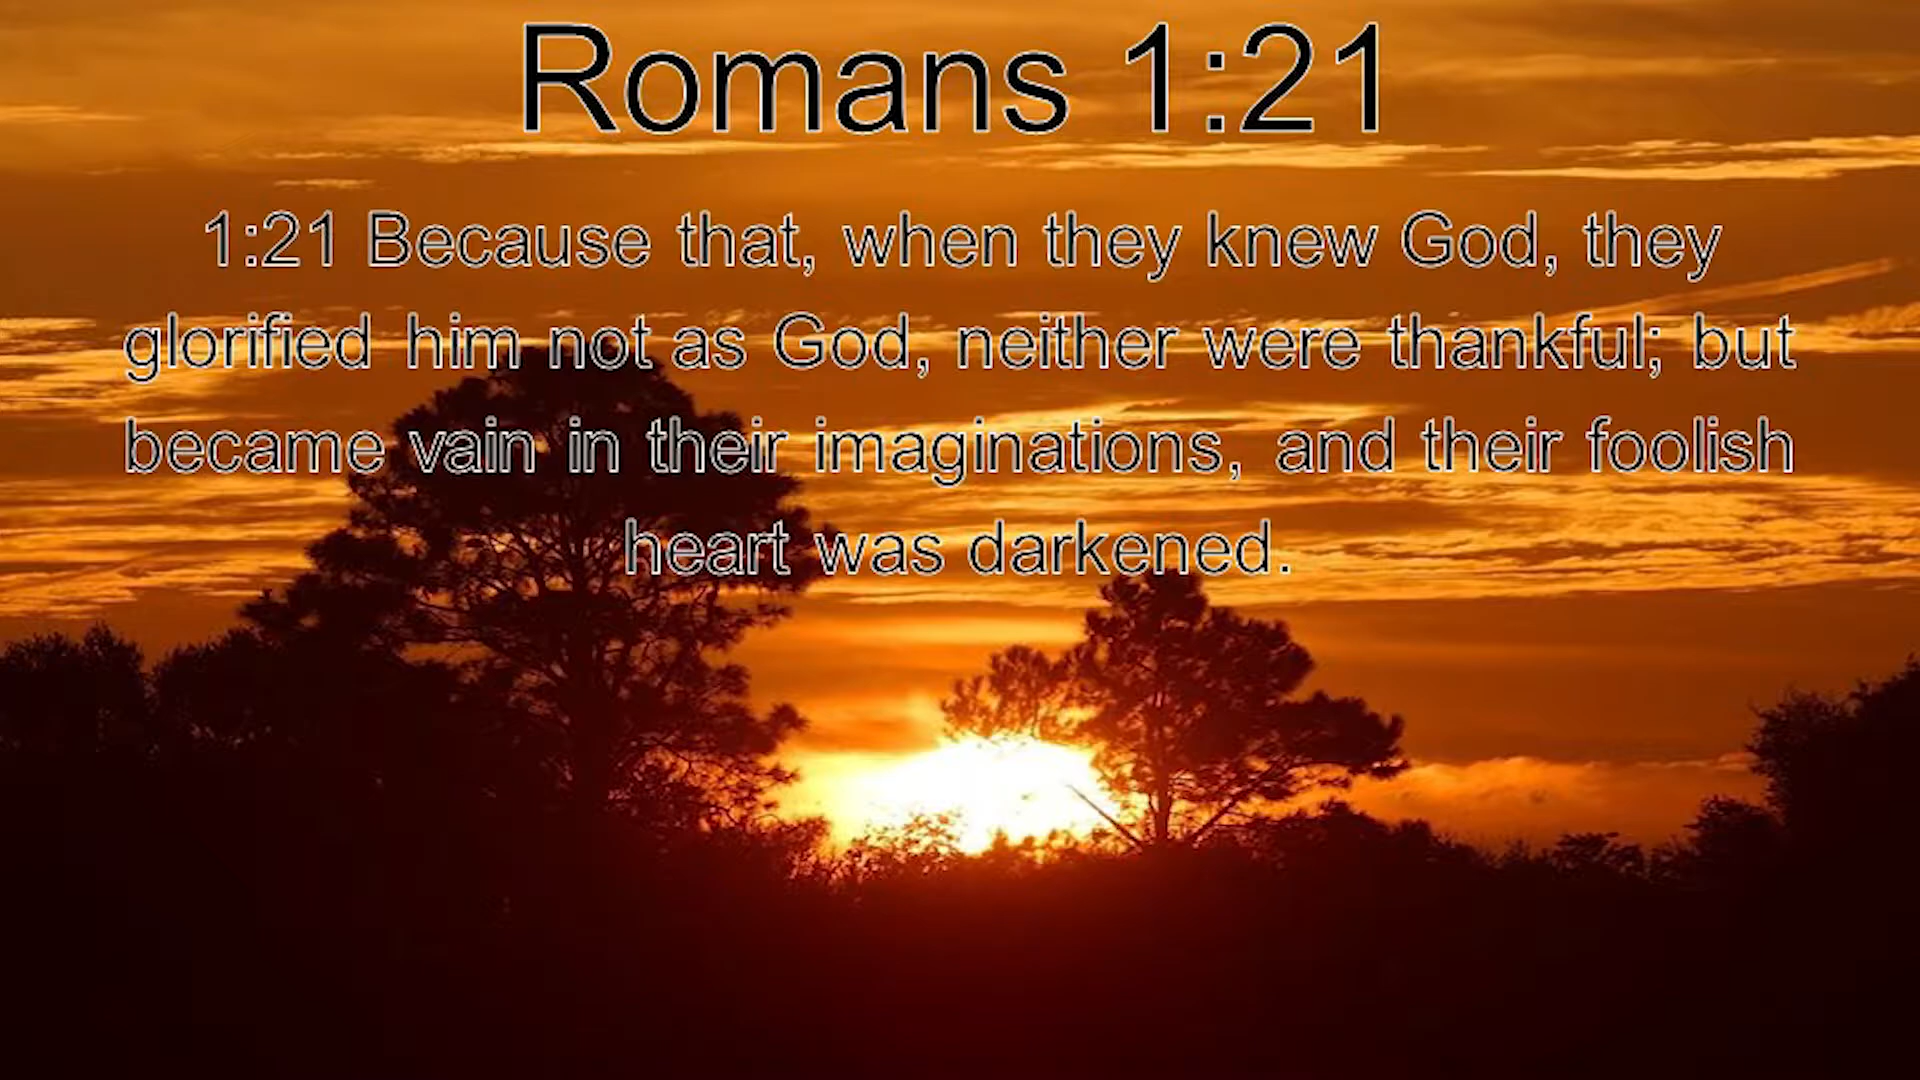 Romans 1:21
1:21 Because that, when they knew God, they
glorified him not as God, neither were thankful; but
became vain in their imaginations, and their foolish
heart was darkened.